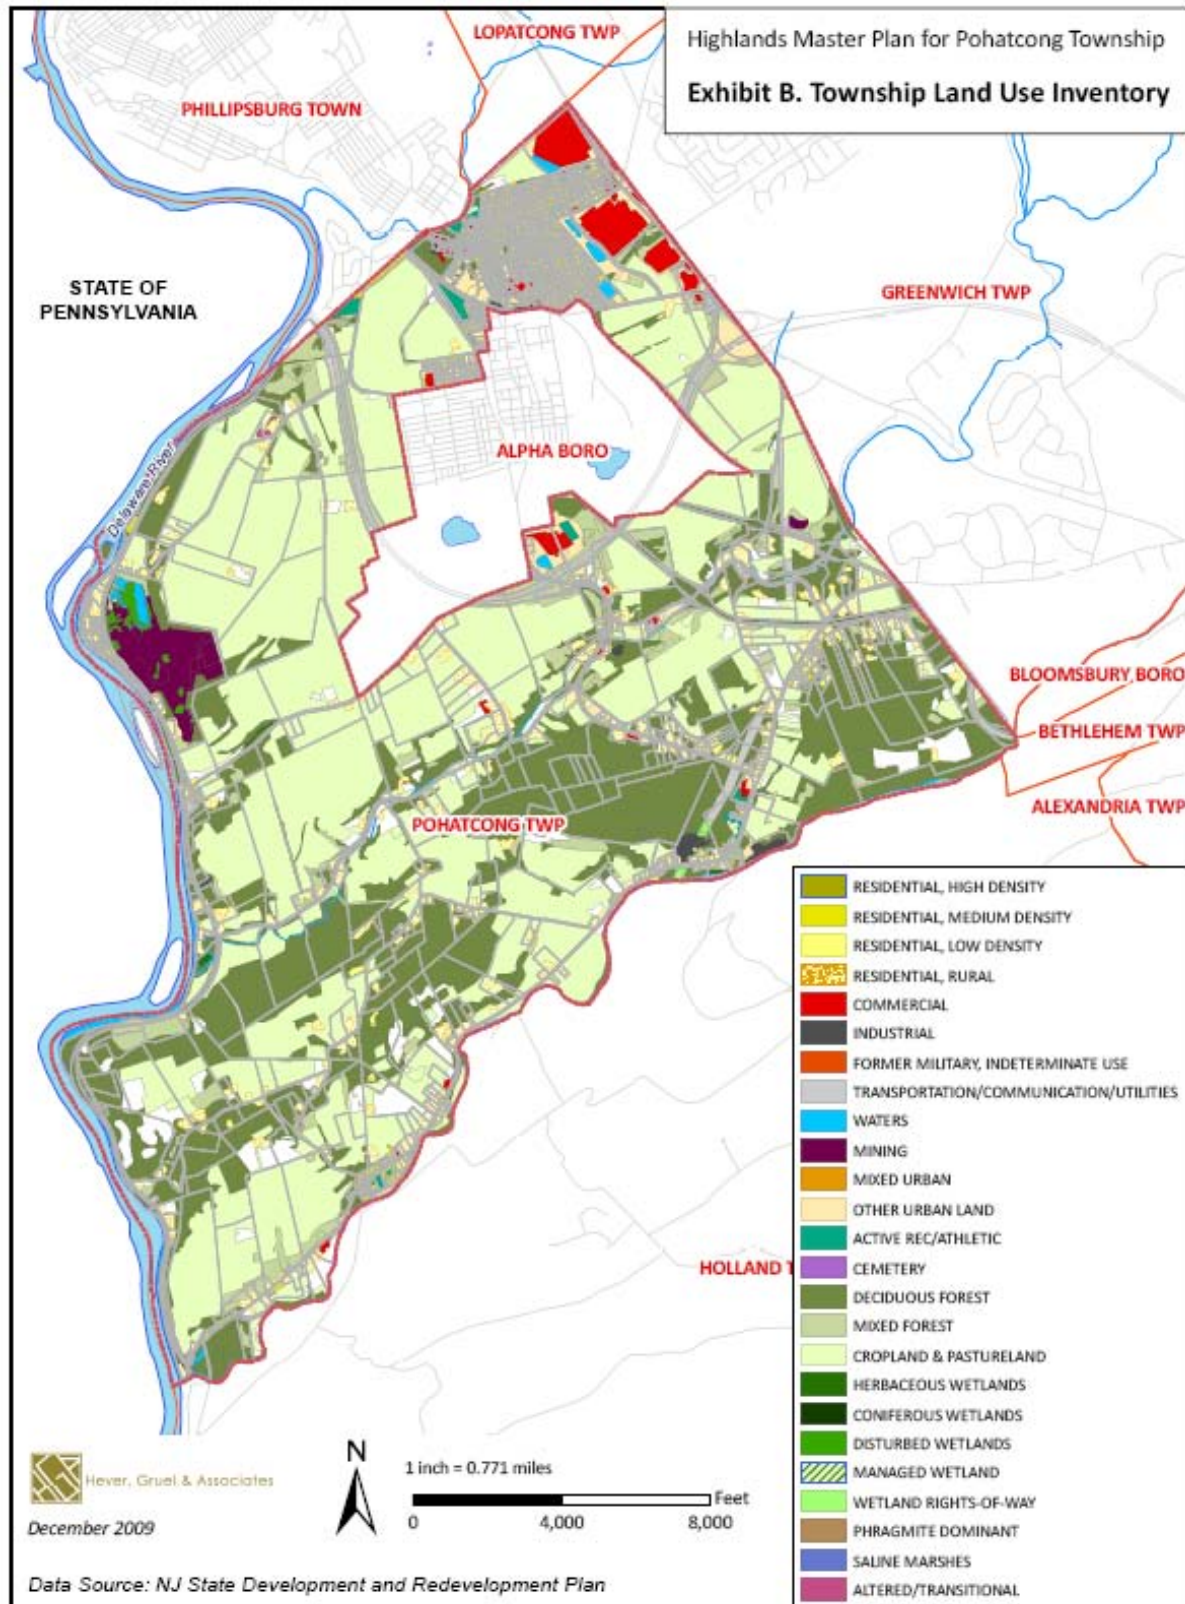 Highlands Master Plan for Pohatcong Township
Exhibit B. Township Land Use Inventory
LOPATCONG TWP
PHILLIPSBURG TOWN
STATE OF
PENNSYLVANIA
GREENWICH TWP
ALPHA BORO
Delaware River
BLOOMSBURY BORO
BETHLEHEM TWP
ALEXANDRIA TWP
POHATCONG TWP
HOLLAND T
RESIDENTIAL, HIGH DENSITY
RESIDENTIAL, MEDIUM DENSITY
RESIDENTIAL, LOW DENSITY
RESIDENTIAL, RURAL
COMMERCIAL
INDUSTRIAL
FORMER MILITARY, INDETERMINATE USE
TRANSPORTATION/COMMUNICATION/UTILITIES
WATERS
MINING
MIXED URBAN
OTHER URBAN LAND
ACTIVE REC/ATHLETIC
CEMETERY
DECIDUOUS FOREST
MIXED FOREST
CROPLAND & PASTURELAND
HERBACEOUS WETLANDS
CONIFEROUS WETLANDS
DISTURBED WETLANDS
MANAGED WETLAND
WETLAND RIGHTS-OF-WAY
PHRAGMITE DOMINANT
SALINE MARSHES
ALTERED/TRANSITIONAL
Heyer, Gruel & Associates
December 2009
N
1 inch = 0.771 miles
Feet
0 4,000 8,000
Data Source: NJ State Development and Redevelopment Plan